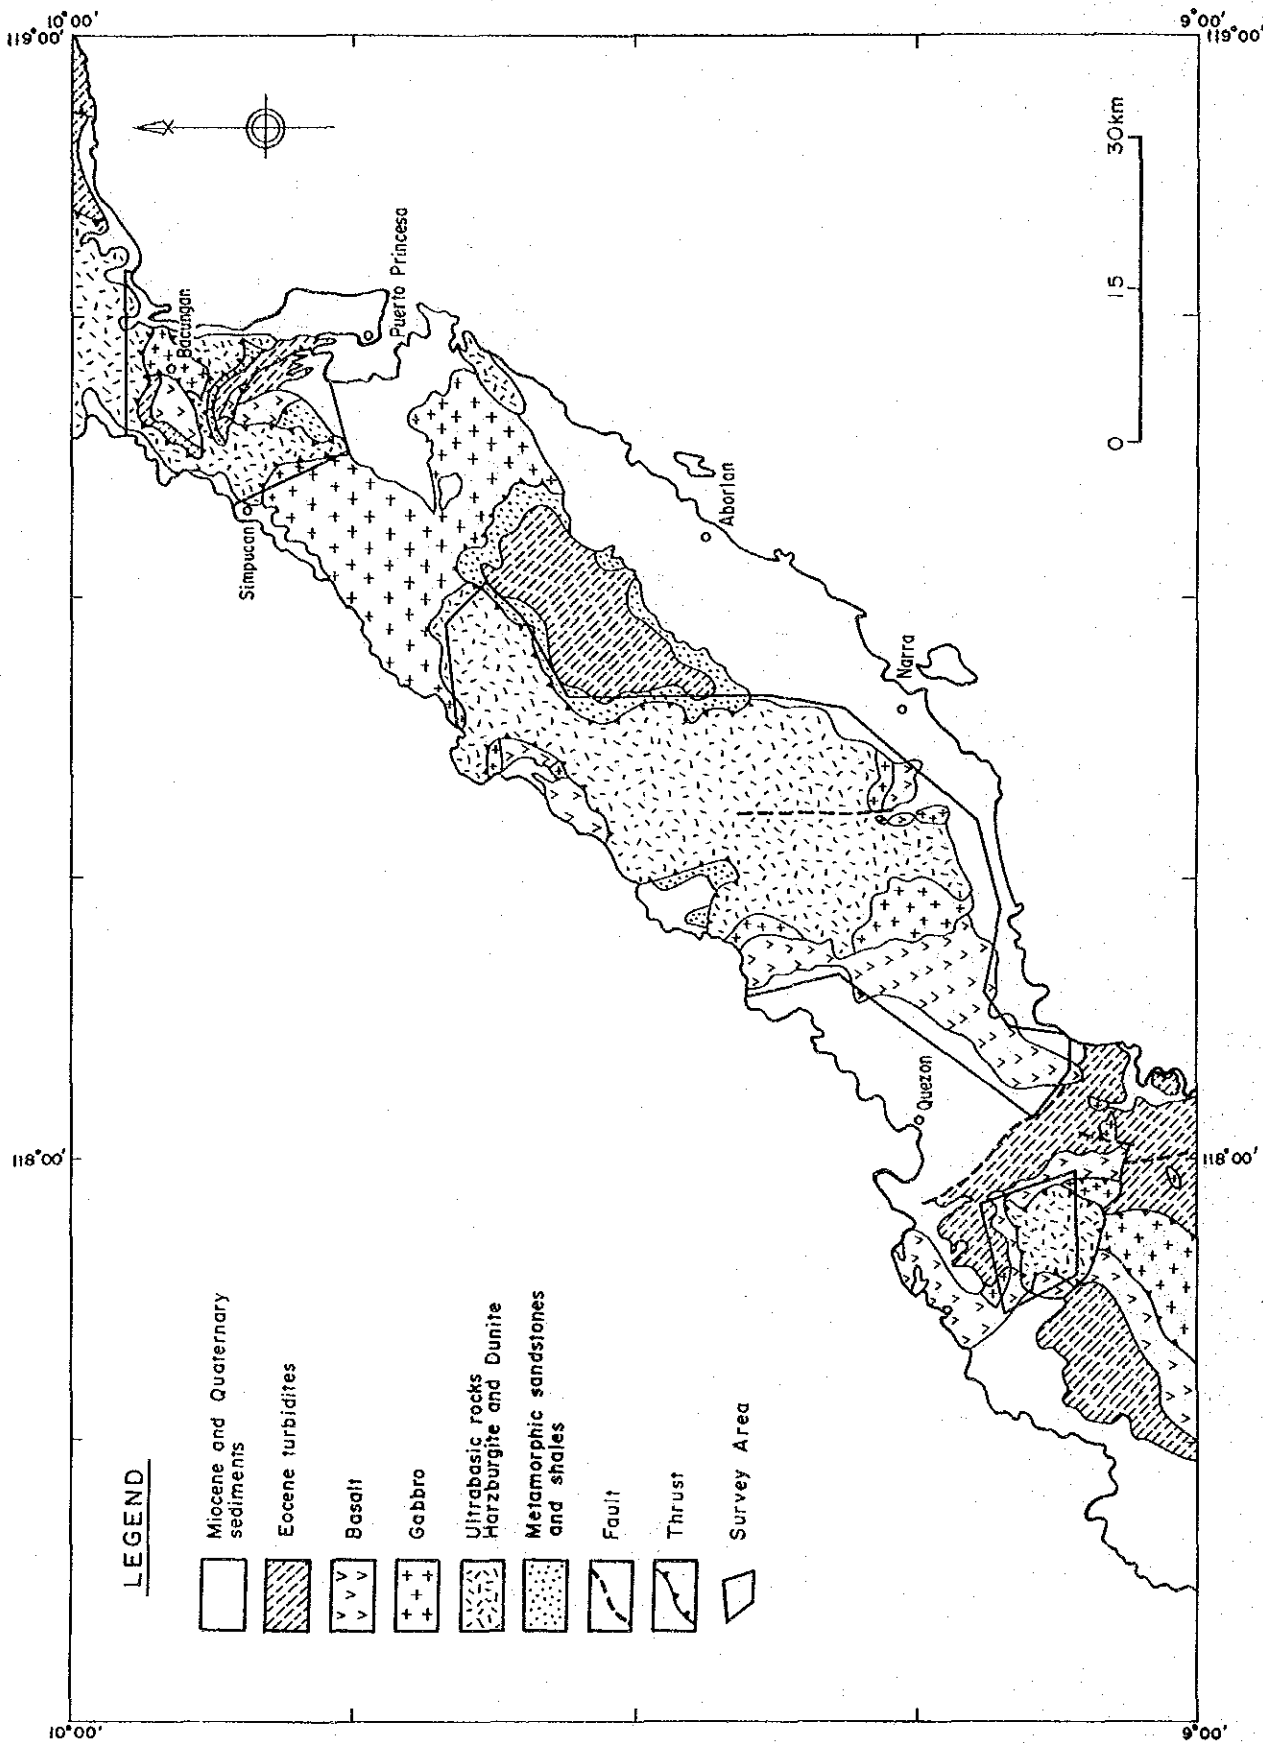 10°00'
119°00'
9°00'
119°00'
Bacungan
Puerto Princesa
Simpucan
Aborlan
Narra
Quezon
0 15 30km
118°00'
118°00'
LEGEND
Miocene and Quaternary
sediments
Eocene turbidites
Basalt
Gabbro
Ultrabasic rocks
Harzburgite and Dunite
Metamorphic sandstones
and shales
Fault
Thrust
Survey Area
10°00'
9°00'